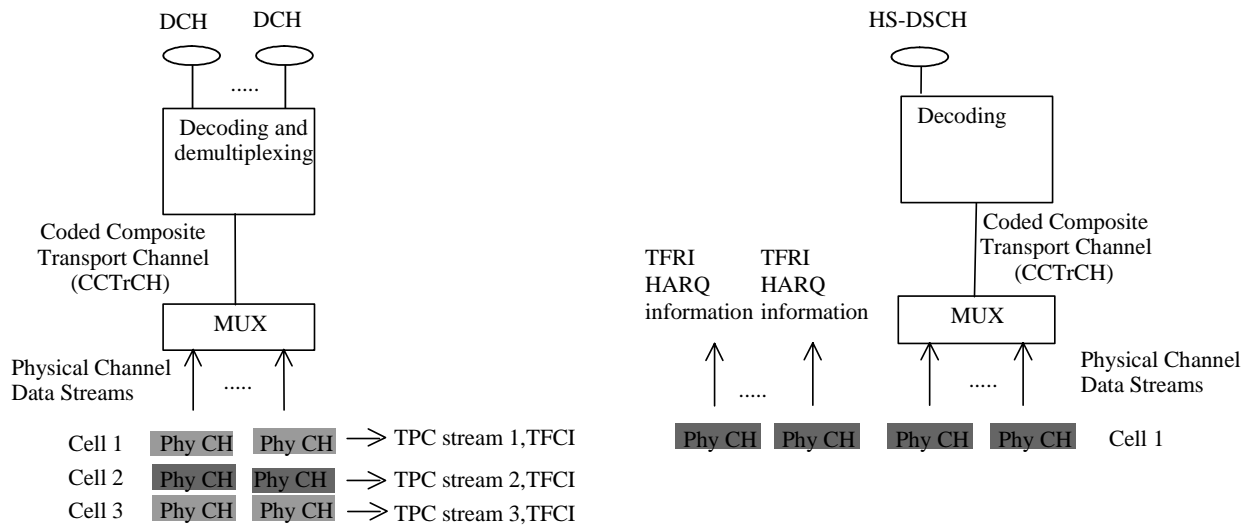 DCH
DCH
.....
Decoding and
demultiplexing
Coded Composite
Transport Channel
(CCTrCH)
MUX
Physical Channel
Data Streams
.....
Cell 1
Phy CH
Phy CH
TPC stream 1,TFCI
Cell 2
Phy CH
Phy CH
TPC stream 2,TFCI
Cell 3
Phy CH
Phy CH
TPC stream 3,TFCI
HS-DSCH
Decoding
Coded Composite
Transport Channel
(CCTrCH)
TFRI
HARQ
information
TFRI
HARQ
information
MUX
Physical Channel
Data Streams
.....
.....
Phy CH
Phy CH
Phy CH
Phy CH
Cell 1